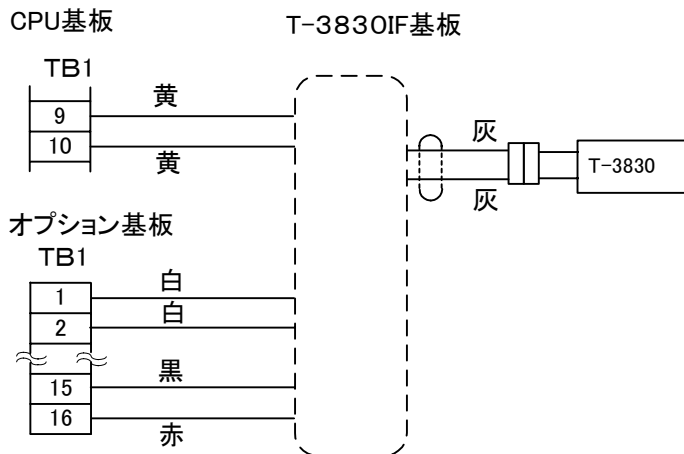 CPU基板
T-3830IF基板
TB1
黄
9
10
黄
灰
灰
T-3830
オプション基板
TB1
白
1
白
2
黒
15
16
赤